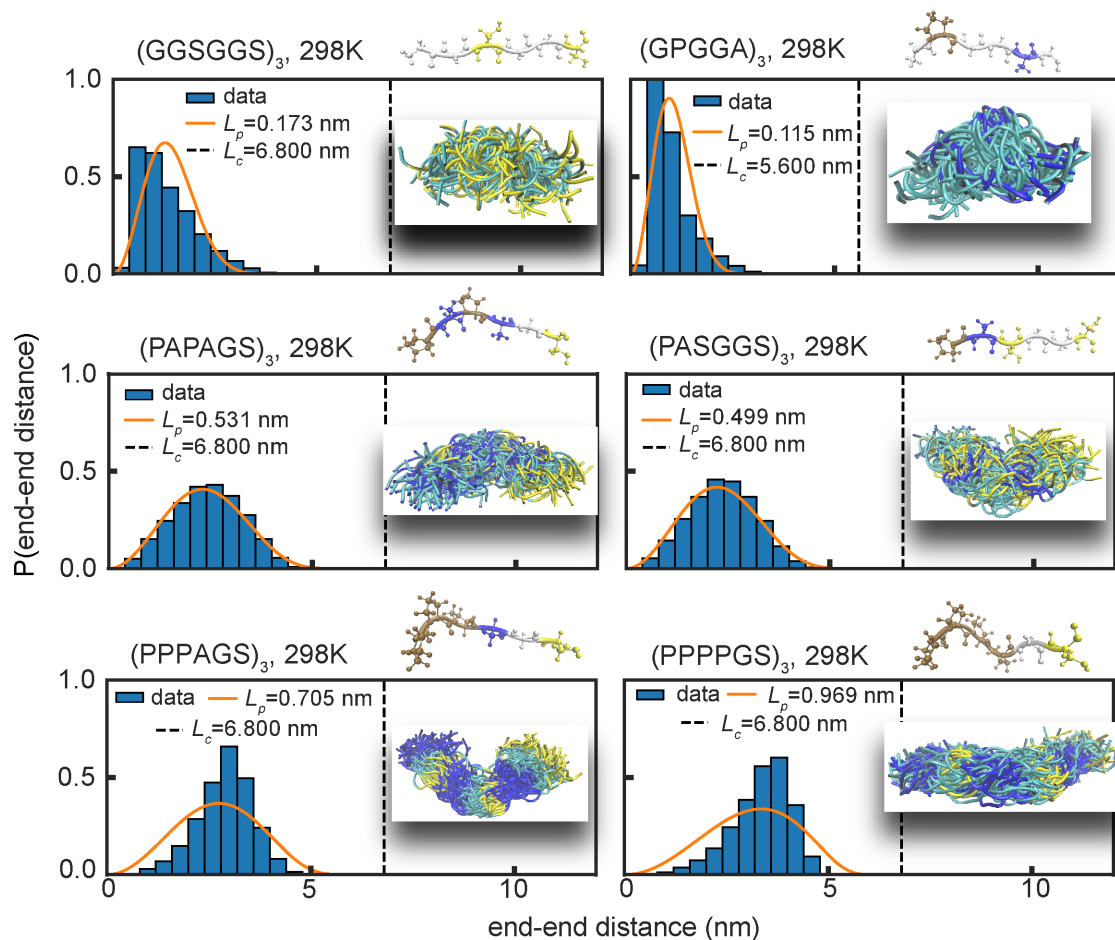 (GGSGGS)3, 298K
(GPGGA)3, 298K
1.0
data
Lp=0.173 nm
Lc=6.800 nm
0.5
0.0
data
Lp=0.115 nm
Lc=5.600 nm
P(end-end distance)
(PAPAGS)3, 298K
(PASGGS)3, 298K
1.0
data
Lp=0.531 nm
Lc=6.800 nm
0.5
0.0
data
Lp=0.499 nm
Lc=6.800 nm
(PPPAGS)3, 298K
(PPPPGS)3, 298K
1.0
data Lp=0.705 nm
Lc=6.800 nm
0.5
0.0
0 5 10
data Lp=0.969 nm
Lc=6.800 nm
0 5 10
end-end distance (nm)